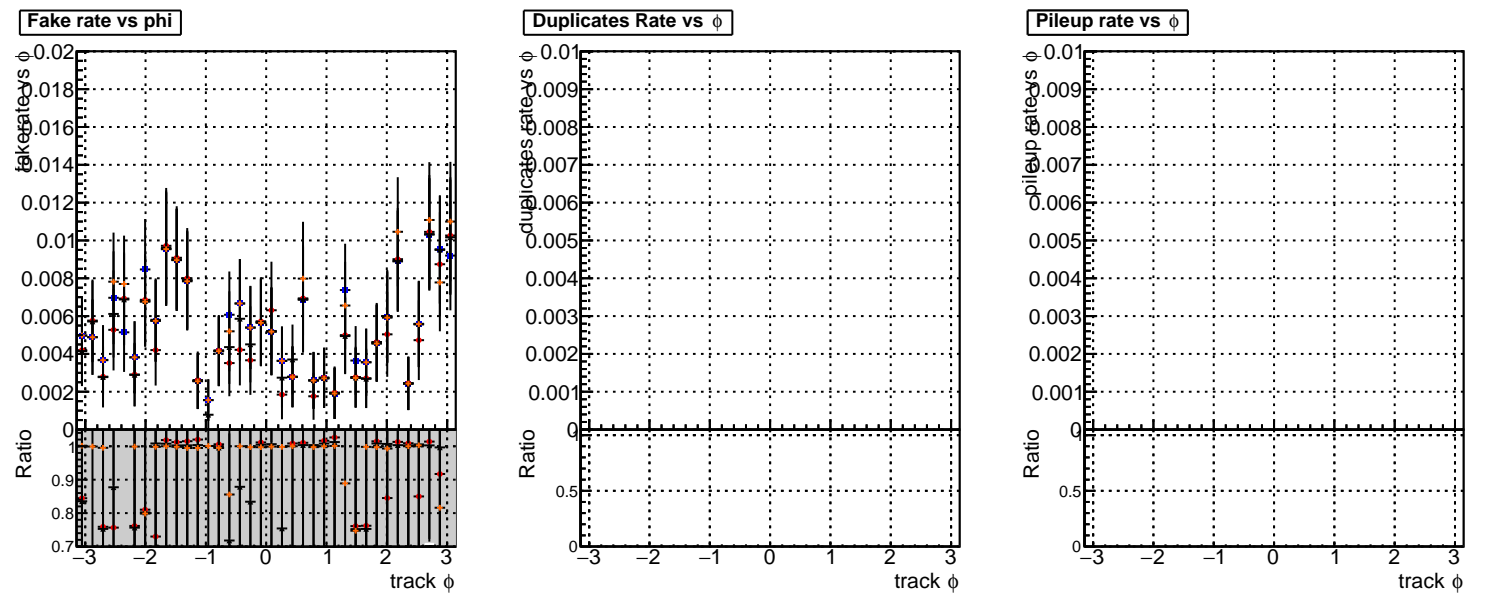 Fake rate vs phi
fakerate vs ϕ
0.02
0.018
0.016
0.014
0.012
0.01
0.008
0.006
0.004
0.002
0
Ratio
1
0.9
0.8
0.7
−3 −2 −1 0 1 2 3
track ϕ
Duplicates Rate vs ϕ
duplicates rate vs ϕ
0.01
0.009
0.008
0.007
0.006
0.005
0.004
0.003
0.002
0.001
0
Ratio
0.5
0
−3 −2 −1 0 1 2 3
track ϕ
Pileup rate vs ϕ
pileup rate vs ϕ
0.01
0.009
0.008
0.007
0.006
0.005
0.004
0.003
0.002
0.001
0
Ratio
0.5
0
−3 −2 −1 0 1 2 3
track ϕ